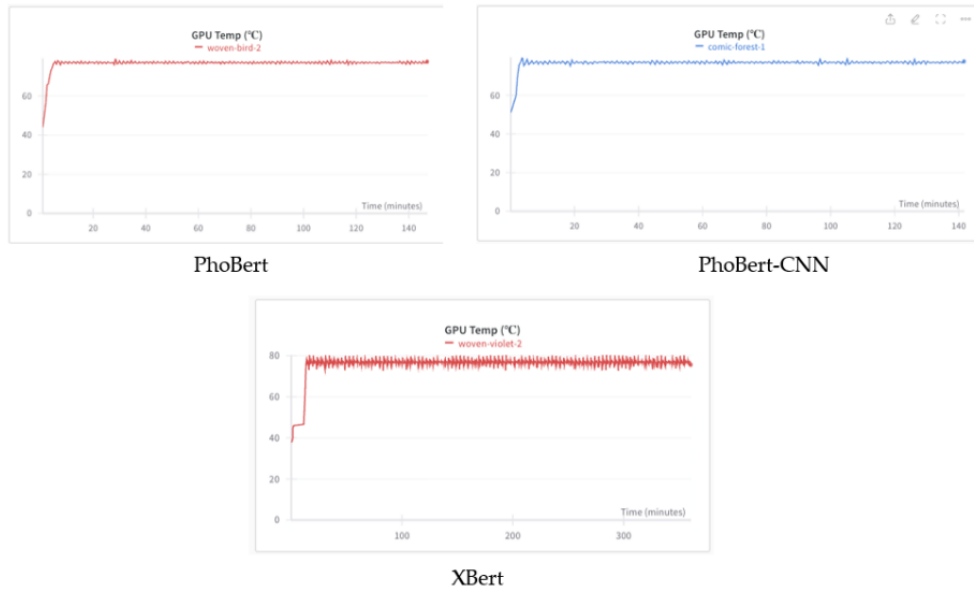 GPU Temp (℃)
woven-bird-2
60
40
20
0
Time (minutes)
20 40 60 80 100 120 140
PhoBert
GPU Temp (℃)
comic-forest-1
60
40
20
0
Time (minutes)
20 40 60 80 100 120 140
PhoBert-CNN
GPU Temp (℃)
woven-violet-2
80
60
40
20
0
Time (minutes)
100 200 300
XBert